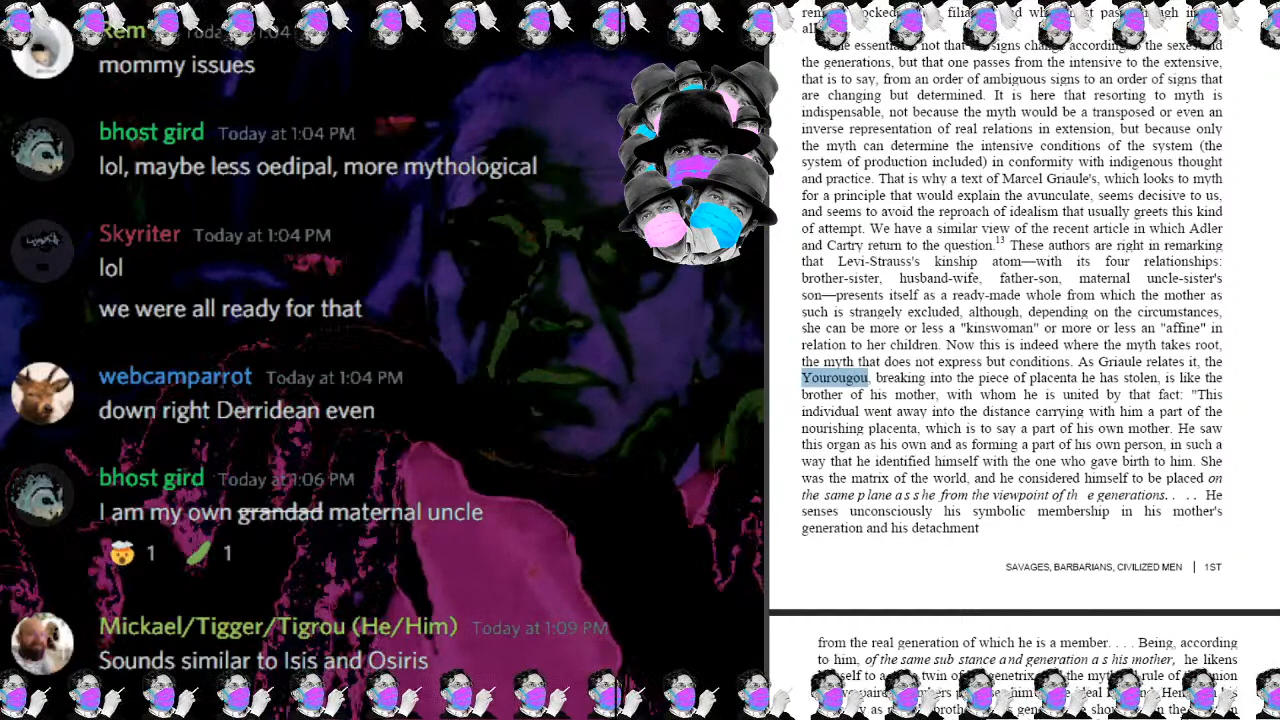 Rem Today at 1:04
mommy issues
bhost gird Today at 1:04 PM
lol, maybe less oedipal, more mythological
Skyriter Today at 1:04 PM
lol
we were all ready for that
webcamparrot Today at 1:04 PM
down right Derridean even
bhost gird Today at 1:06 PM
I am my own grandad maternal uncle
1 1
Mickael/Tigger/Tigrou (He/Him) Today at 1:09 PM
Sounds similar to Isis and Osiris
not that signs change according to the sexes and
the generations, but that one passes from the intensive to the extensive,
that is to say, from an order of ambiguous signs to an order of signs that
are changing but determined. It is here that resorting to myth is
indispensable, not because the myth would be a transposed or even an
inverse representation of real relations in extension, but because only
the myth can determine the intensive conditions of the system (the
system of production included) in conformity with indigenous thought
and practice. That is why a text of Marcel Griaule's, which looks to myth
for a principle that would explain the avunculate, seems decisive to us,
and seems to avoid the reproach of idealism that usually greets this kind
of attempt. We have a similar view of the recent article in which Adler
and Cartry return to the question.13 These authors are right in remarking
that Levi-Strauss's kinship atom—with its four relationships:
brother-sister, husband-wife, father-son, maternal uncle-sister's
son—presents itself as a ready-made whole from which the mother as
such is strangely excluded, although, depending on the circumstances,
she can be more or less a "kinswoman" or more or less an "affine" in
relation to her children. Now this is indeed where the myth takes root,
the myth that does not express but conditions. As Griaule relates it, the
Yourougou, breaking into the piece of placenta he has stolen, is like the
brother of his mother, with whom he is united by that fact: "This
individual went away into the distance carrying with him a part of the
nourishing placenta, which is to say a part of his own mother. He saw
this organ as his own and as forming a part of his own person, in such a
way that he identified himself with the one who gave birth to him. She
was the matrix of the world, and he considered himself to be placed on
the same p lane a s s he from the viewpoint of th e generations. . . . He
senses unconsciously his symbolic membership in his mother's
generation and his detachment
SAVAGES, BARBARIANS, CIVILIZED MEN | 1ST
from the real generation of which he is a member. . . . Being, according
to him, of the same sub stance and generation a s his mother, he likens